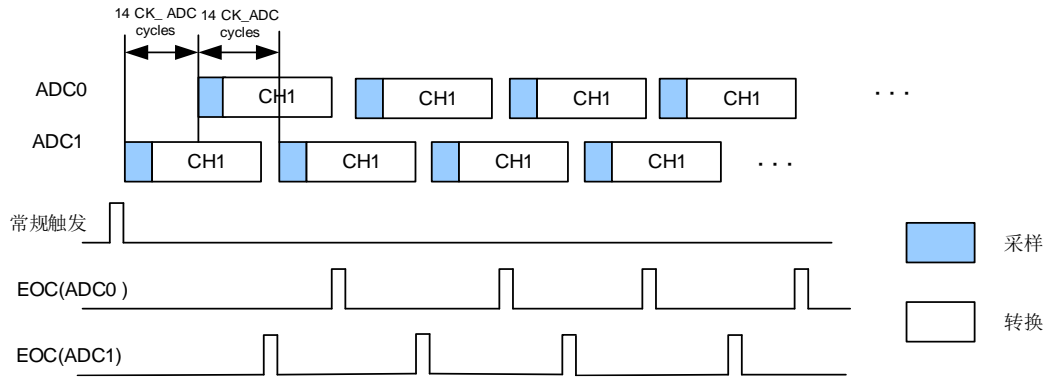 14 CK_ ADC cycles
14 CK_ADC cycles
ADC0
CH1
CH1
CH1
CH1
. . .
ADC1
CH1
CH1
CH1
CH1
. . .
常规触发
采样
EOC(ADC0 )
转换
EOC(ADC1)